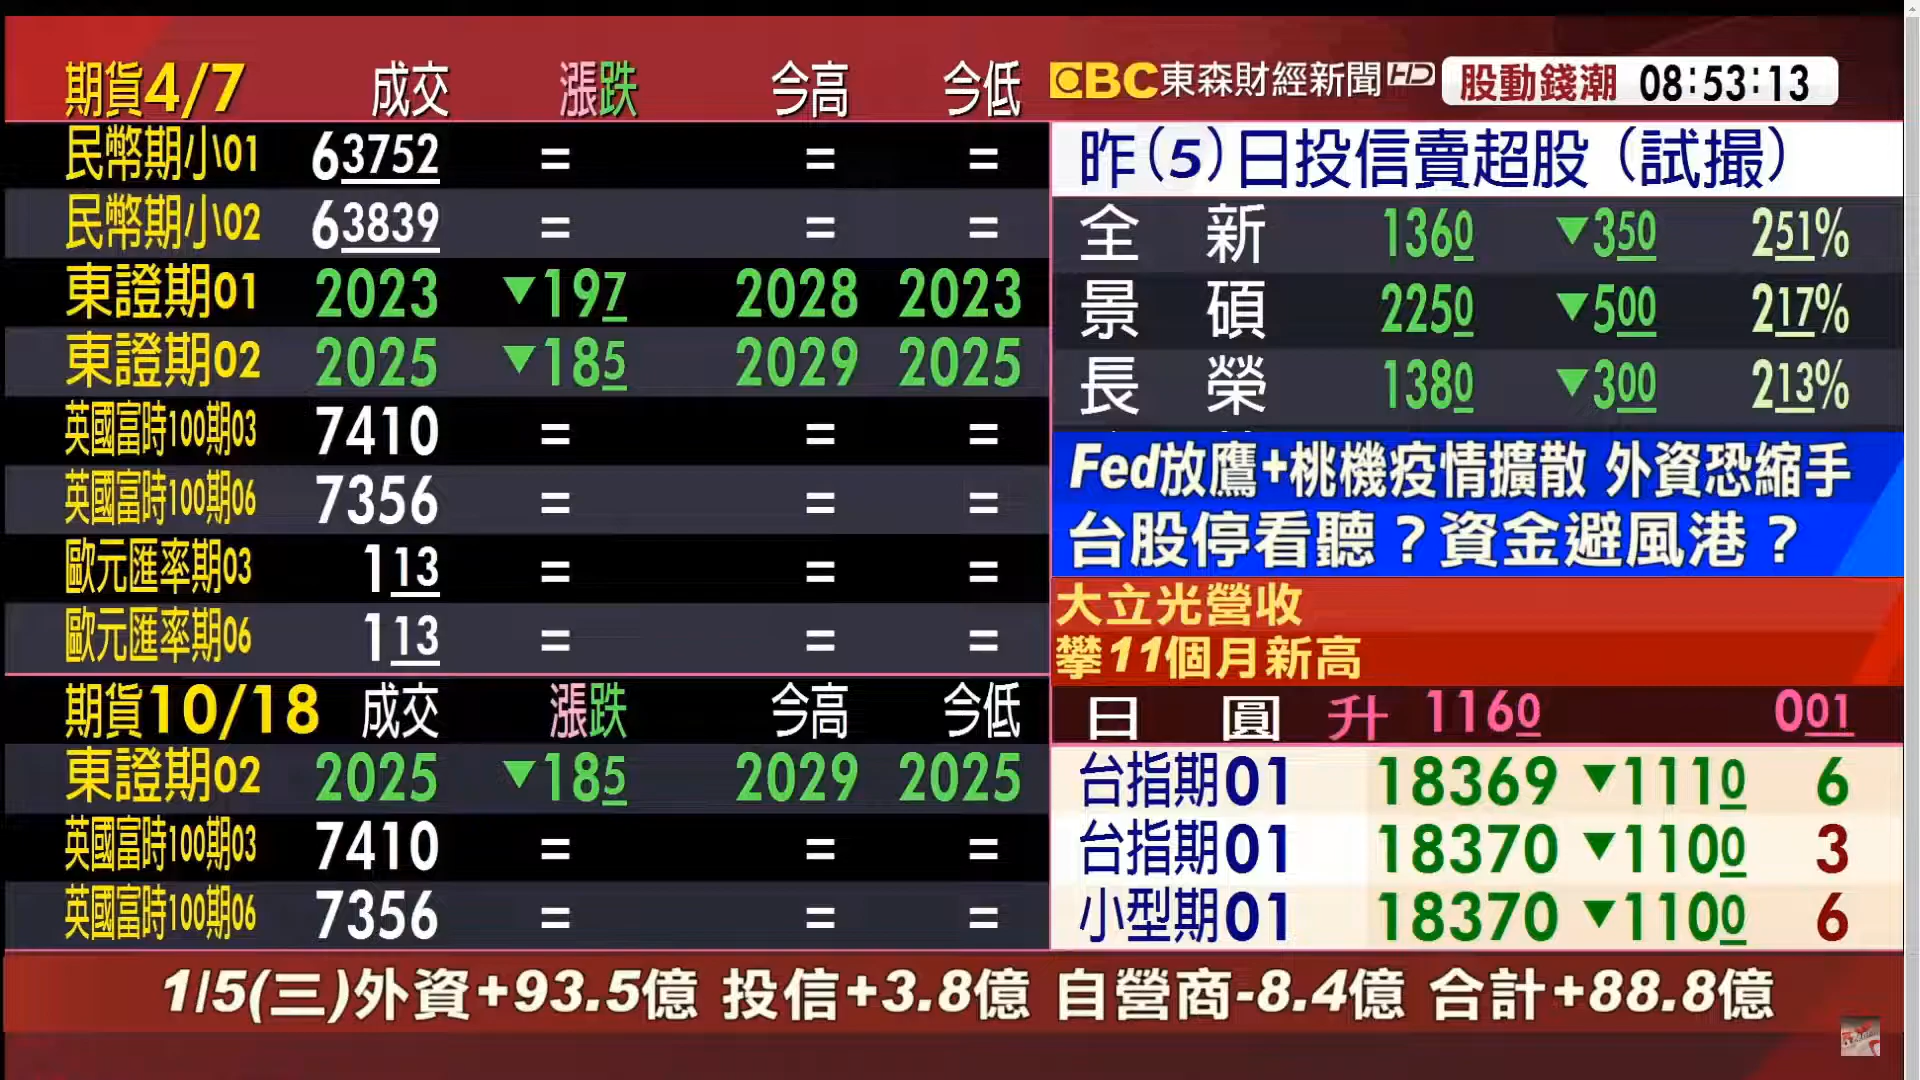 期貨4/7 成交 漲跌 今高 今低
民幣期小01 63752 = = =
民幣期小02 63839 = = =
東證期01 2023 ▼197 2028 2023
東證期02 2025 ▼185 2029 2025
英國富時100期03 7410 = = =
英國富時100期06 7356 = = =
歐元匯率期03 113 = = =
歐元匯率期06 113 = = =
期貨10/18 成交 漲跌 今高 今低
東證期02 2025 ▼185 2029 2025
英國富時100期03 7410 = = =
英國富時100期06 7356 = = =
EBC東森財經新聞HD 股動錢潮 08:53:13
昨(5)日投信賣超股(試撮)
全新 1360 ▼350 251%
景碩 2250 ▼500 217%
長榮 1380 ▼300 213%
Fed放鷹+桃機疫情擴散 外資恐縮手
台股停看聽?資金避風港?
大立光營收
攀11個月新高
日圓 升 1160 001
台指期01 18369 ▼1110 6
台指期01 18370 ▼1100 3
小型期01 18370 ▼1100 6
1/5(三)外資+93.5億 投信+3.8億 自營商-8.4億 合計+88.8億